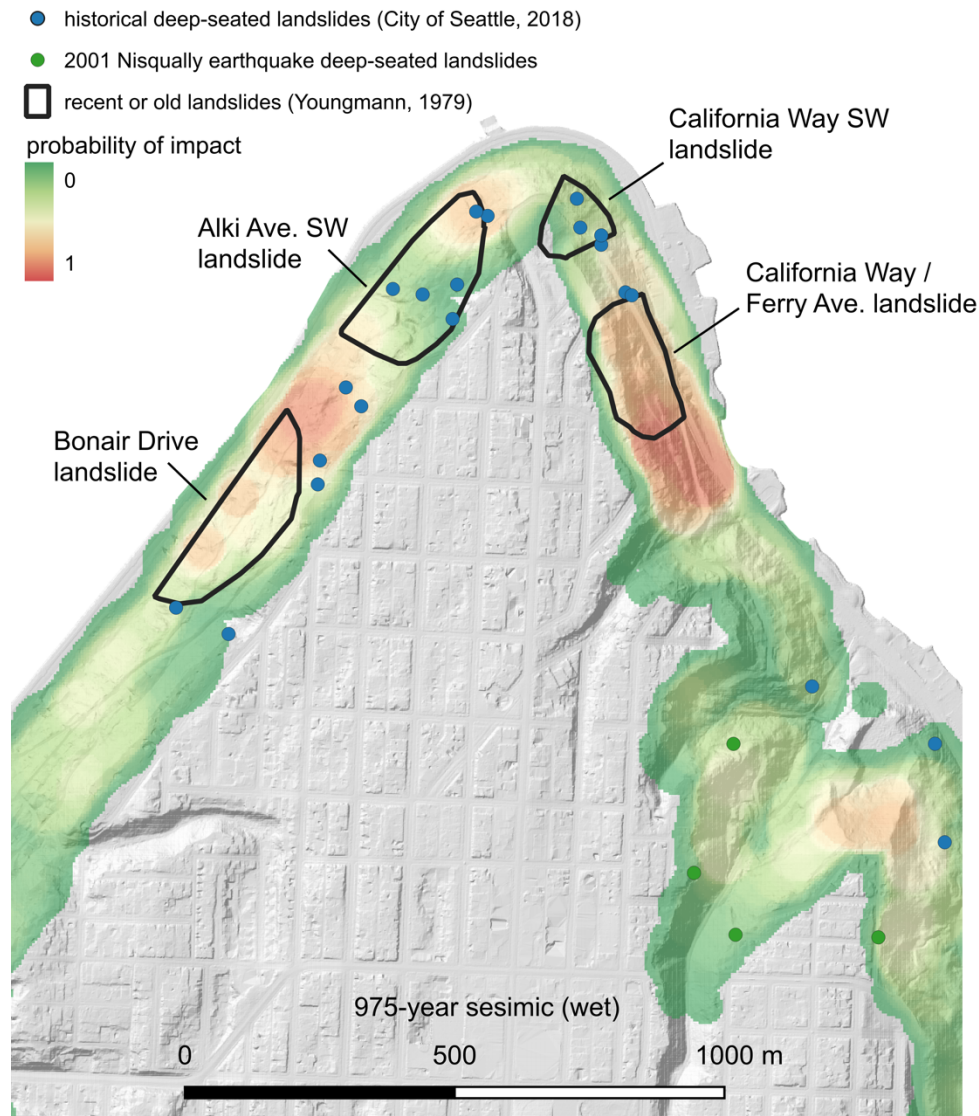 historical deep-seated landslides (City of Seattle, 2018)
2001 Nisqually earthquake deep-seated landslides
recent or old landslides (Youngmann, 1979)
probability of impact
0
1
California Way SW
landslide
Alki Ave. SW
landslide
California Way /
Ferry Ave. landslide
Bonair Drive
landslide
975-year sesimic (wet)
0
500
1000 m